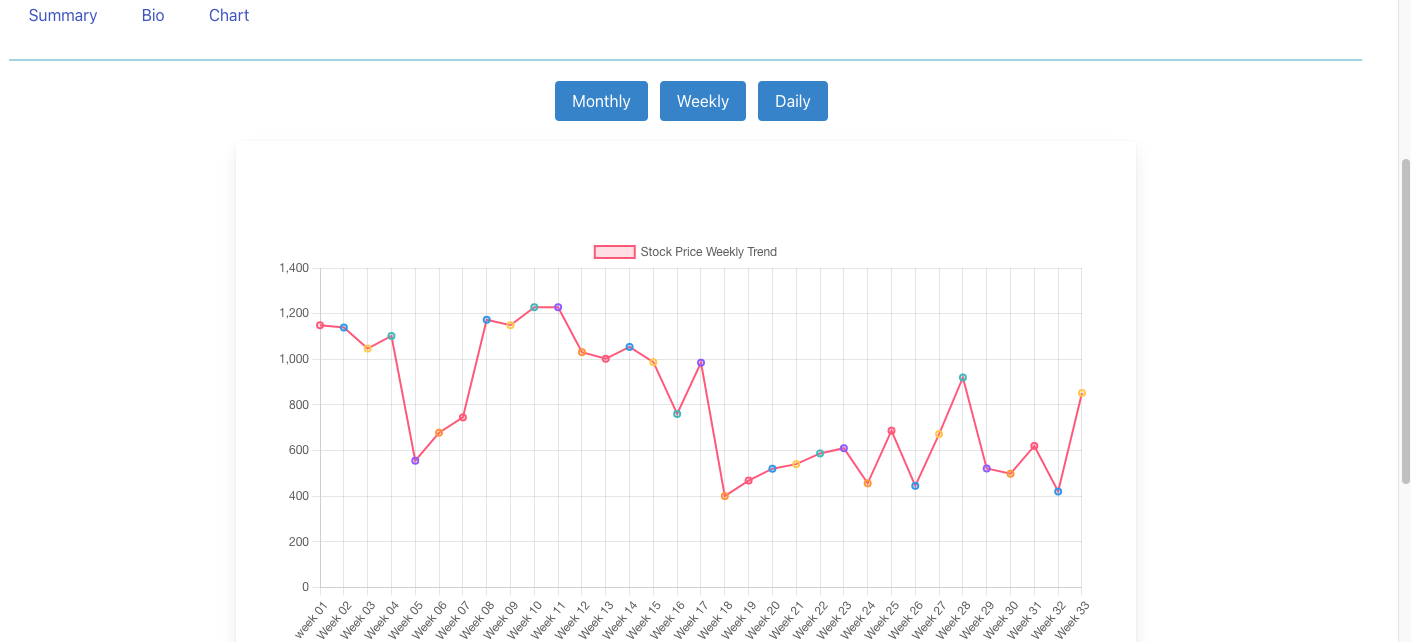 Summary Bio Chart
Monthly Weekly Daily
Stock Price Weekly Trend
1,400
1,200
1,000
800
600
400
200
0
week 01 Week 02 Week 03 Week 04 Week 05 Week 06 Week 07 Week 08 Week 09 Week 10 Week 11 Week 12 Week 13 Week 14 Week 15 Week 16 Week 17 Week 18 Week 19 Week 20 Week 21 Week 22 Week 23 Week 24 Week 25 Week 26 Week 27 Week 28 Week 29 Week 30 Week 31 Week 32 Week 33